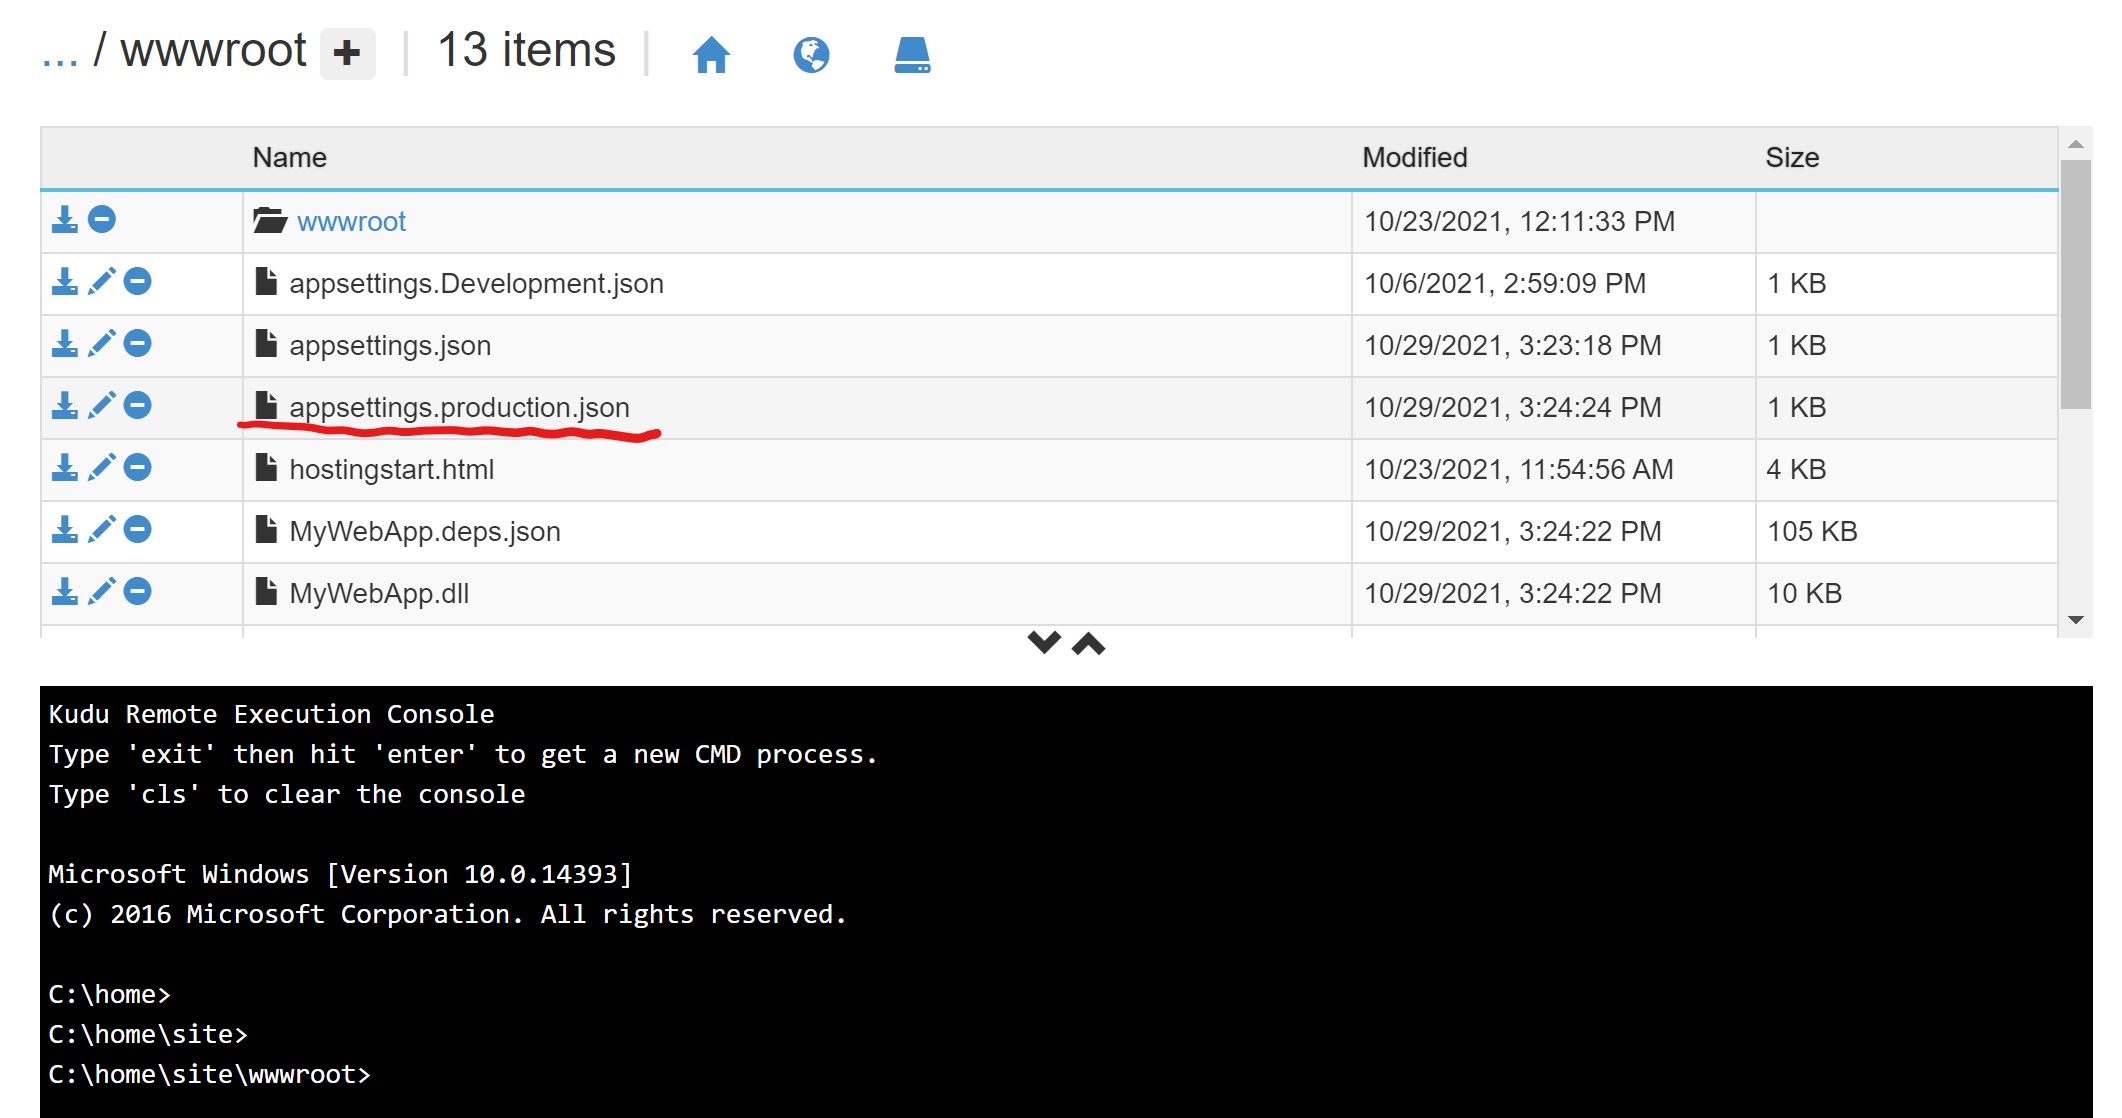 ... / wwwroot + | 13 items |
Name Modified Size
wwwroot 10/23/2021, 12:11:33 PM
appsettings.Development.json 10/6/2021, 2:59:09 PM 1 KB
appsettings.json 10/29/2021, 3:23:18 PM 1 KB
appsettings.production.json 10/29/2021, 3:24:24 PM 1 KB
hostingstart.html 10/23/2021, 11:54:56 AM 4 KB
MyWebApp.deps.json 10/29/2021, 3:24:22 PM 105 KB
MyWebApp.dll 10/29/2021, 3:24:22 PM 10 KB
Kudu Remote Execution Console
Type 'exit' then hit 'enter' to get a new CMD process.
Type 'cls' to clear the console
Microsoft Windows [Version 10.0.14393]
(c) 2016 Microsoft Corporation. All rights reserved.
C:\home>
C:\home\site>
C:\home\site\wwwroot>